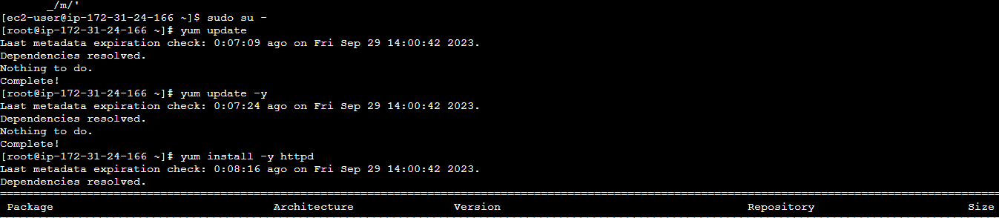 _/m/'
[ec2-user@ip-172-31-24-166 ~]$ sudo su -
[root@ip-172-31-24-166 ~]# yum update
Last metadata expiration check: 0:07:09 ago on Fri Sep 29 14:00:42 2023.
Dependencies resolved.
Nothing to do.
Complete!
[root@ip-172-31-24-166 ~]# yum update -y
Last metadata expiration check: 0:07:24 ago on Fri Sep 29 14:00:42 2023.
Dependencies resolved.
Nothing to do.
Complete!
[root@ip-172-31-24-166 ~]# yum install -y httpd
Last metadata expiration check: 0:08:16 ago on Fri Sep 29 14:00:42 2023.
Dependencies resolved.
Package Architecture Version Repository Size